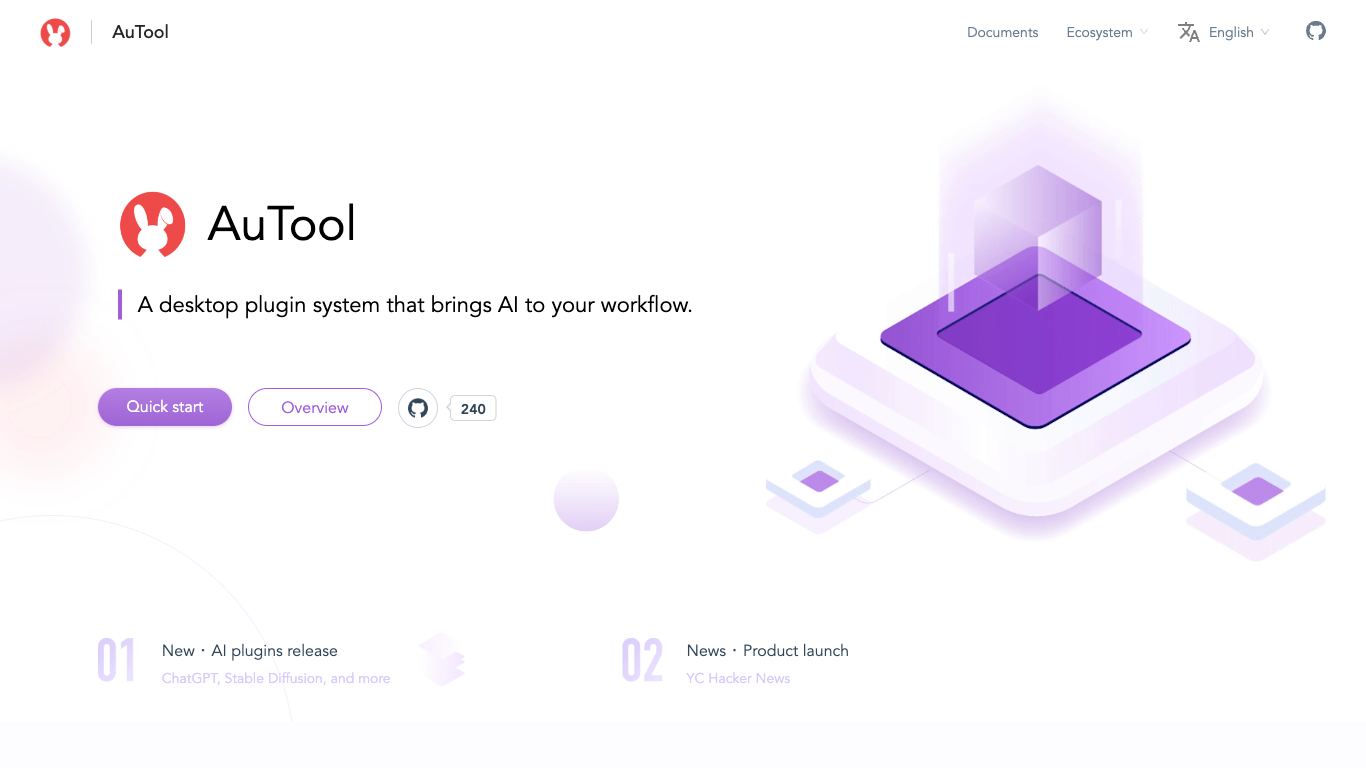 AuTool
Documents
Ecosystem
English
AuTool
A desktop plugin system that brings AI to your workflow.
Quick start
Overview
240
01
New · AI plugins release
ChatGPT, Stable Diffusion, and more
02
News · Product launch
YC Hacker News